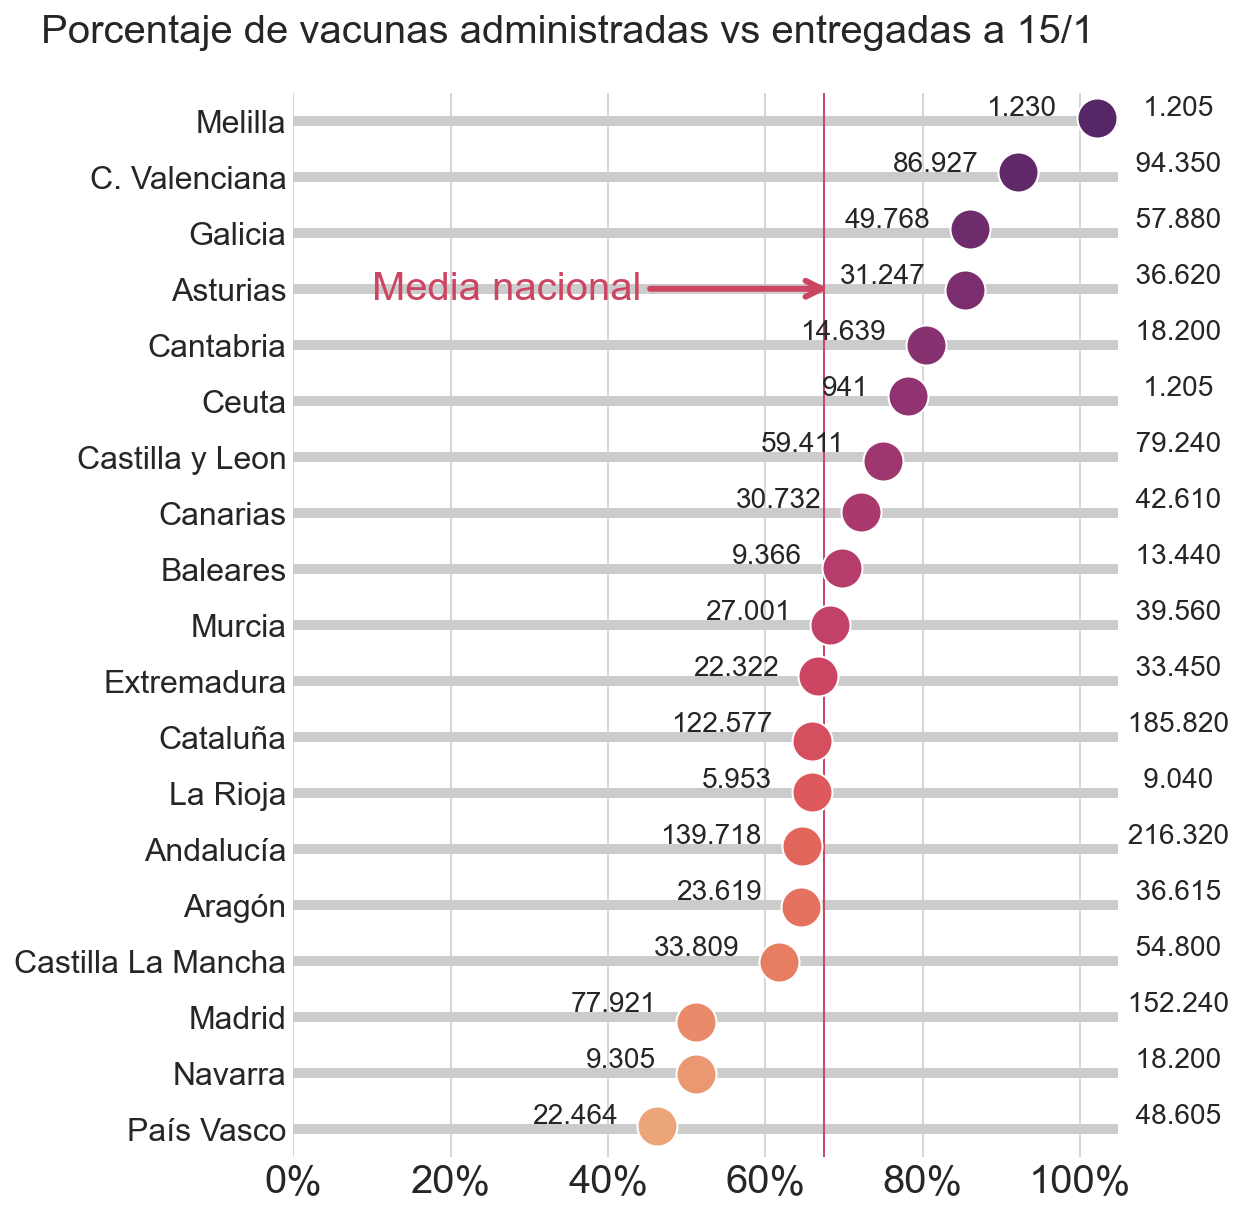 Porcentaje de vacunas administradas vs entregadas a 15/1
Melilla 1.230 1.205
C. Valenciana 86.927 94.350
Galicia 49.768 57.880
Asturias Media nacional 31.247 36.620
Cantabria 14.639 18.200
Ceuta 941 1.205
Castilla y Leon 59.411 79.240
Canarias 30.732 42.610
Baleares 9.366 13.440
Murcia 27.001 39.560
Extremadura 22.322 33.450
Cataluña 122.577 185.820
La Rioja 5.953 9.040
Andalucía 139.718 216.320
Aragón 23.619 36.615
Castilla La Mancha 33.809 54.800
Madrid 77.921 152.240
Navarra 9.305 18.200
País Vasco 22.464 48.605
0% 20% 40% 60% 80% 100%